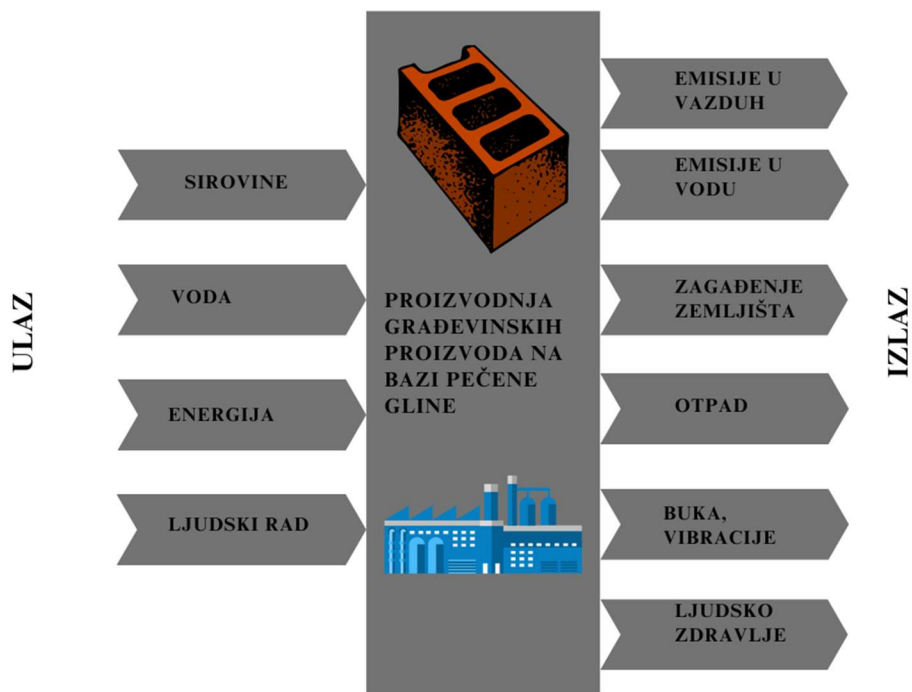 ULAZ
SIROVINE
VODA
ENERGIJA
LJUDSKI RAD
PROIZVODNJA
GRAĐEVINSKIH
PROIZVODA NA
BAZI PEČENE
GLINE
EMISIJE U
VAZDUH
EMISIJE U
VODU
ZAGAĐENJE
ZEMLJIŠTA
OTPAD
BUKA,
VIBRACIJE
LJUDSKO
ZDRAVLJE
IZLAZ